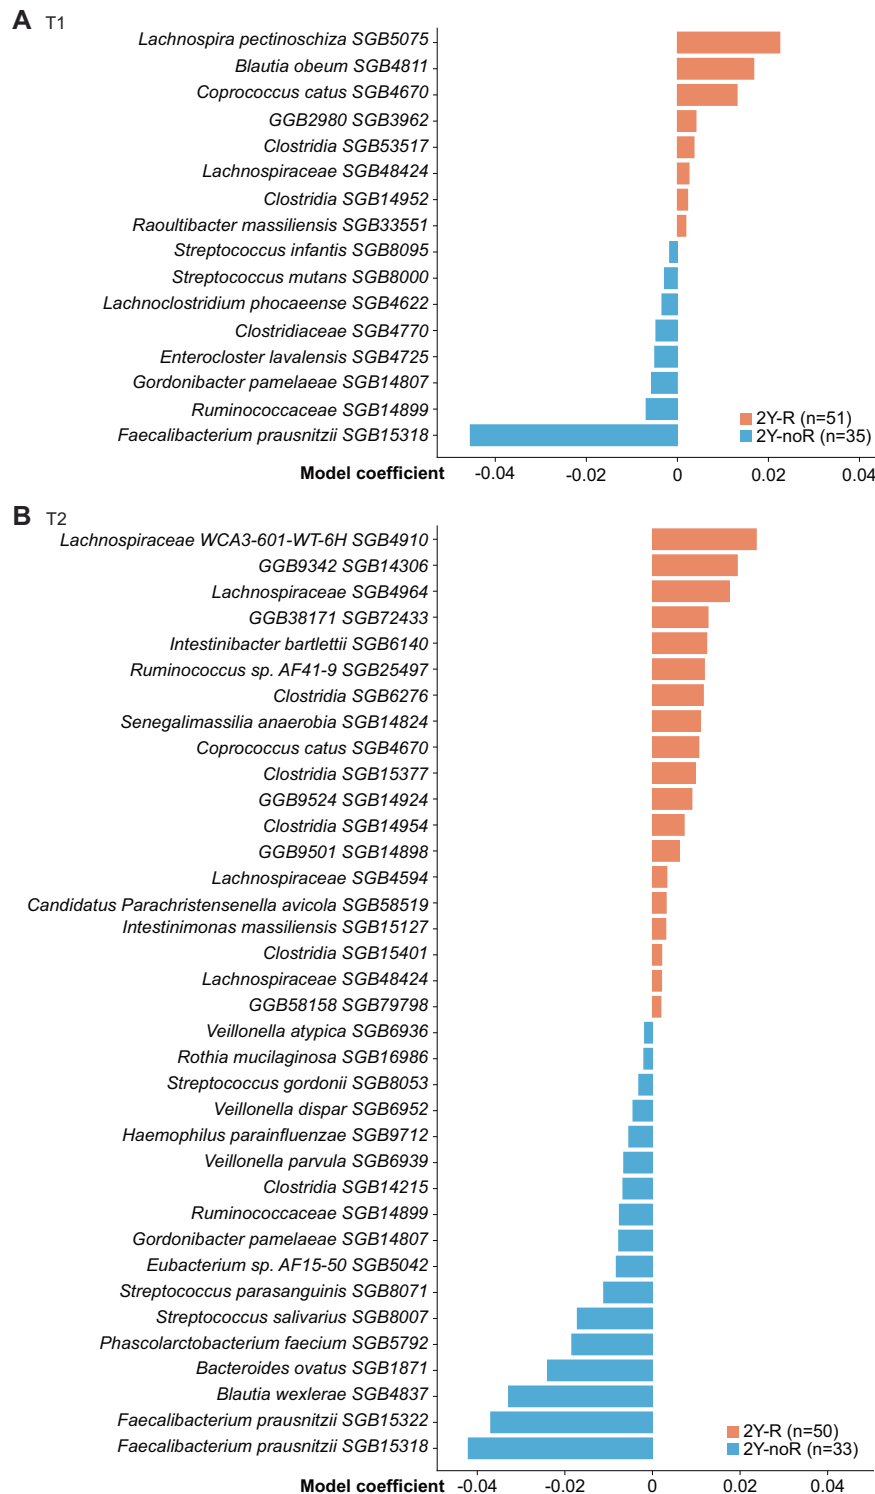 A T1
Lachnospira pectinoschiza SGB5075
Blautia obeum SGB4811
Coprococcus catus SGB4670
GGB2980 SGB3962
Clostridia SGB53517
Lachnospiraceae SGB48424
Clostridia SGB14952
Raoultibacter massiliensis SGB33551
Streptococcus infantis SGB8095
Streptococcus mutans SGB8000
Lachnoclostridium phocaeense SGB4622
Clostridiaceae SGB4770
Enterocloster lavalensis SGB4725
Gordonibacter pamelaeae SGB14807
Ruminococcaceae SGB14899
Faecalibacterium prausnitzii SGB15318
2Y-R (n=51)
2Y-noR (n=35)
Model coefficient -0.04 -0.02 0 0.02 0.04
B T2
Lachnospiraceae WCA3-601-WT-6H SGB4910
GGB9342 SGB14306
Lachnospiraceae SGB4964
GGB38171 SGB72433
Intestinibacter bartlettii SGB6140
Ruminococcus sp. AF41-9 SGB25497
Clostridia SGB6276
Senegalimassilia anaerobia SGB14824
Coprococcus catus SGB4670
Clostridia SGB15377
GGB9524 SGB14924
Clostridia SGB14954
GGB9501 SGB14898
Lachnospiraceae SGB4594
Candidatus Parachristensenella avicola SGB58519
Intestinimonas massiliensis SGB15127
Clostridia SGB15401
Lachnospiraceae SGB48424
GGB58158 SGB79798
Veillonella atypica SGB6936
Rothia mucilaginosa SGB16986
Streptococcus gordonii SGB8053
Veillonella dispar SGB6952
Haemophilus parainfluenzae SGB9712
Veillonella parvula SGB6939
Clostridia SGB14215
Ruminococcaceae SGB14899
Gordonibacter pamelaeae SGB14807
Eubacterium sp. AF15-50 SGB5042
Streptococcus parasanguinis SGB8071
Streptococcus salivarius SGB8007
Phascolarctobacterium faecium SGB5792
Bacteroides ovatus SGB1871
Blautia wexlerae SGB4837
Faecalibacterium prausnitzii SGB15322
Faecalibacterium prausnitzii SGB15318
2Y-R (n=50)
2Y-noR (n=33)
Model coefficient -0.04 -0.02 0 0.02 0.04